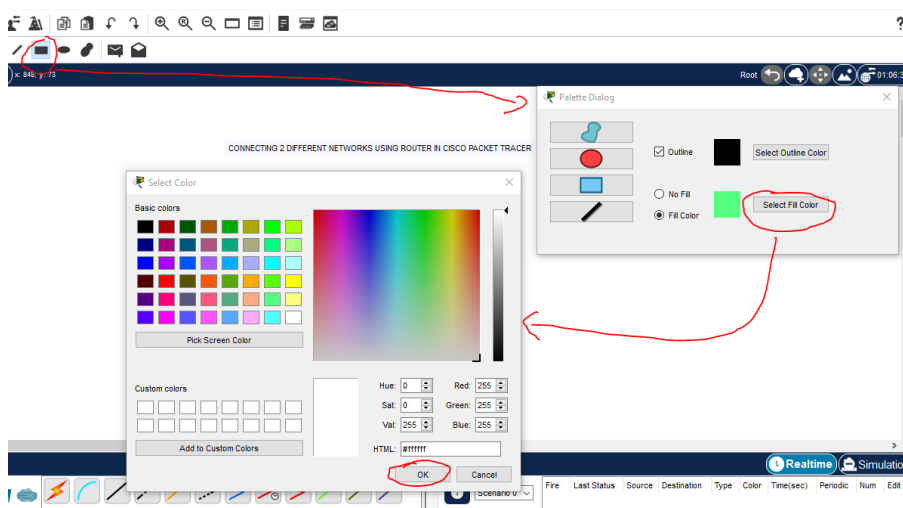 ?
x: 848, y: 73
Root
01:06:3
Palette Dialog
Outline
Select Outline Color
No Fill
Fill Color
Select Fill Color
CONNECTING 2 DIFFERENT NETWORKS USING ROUTER IN CISCO PACKET TRACER
Select Color
Basic colors
Pick Screen Color
Custom colors
Add to Custom Colors
Hue: 0 Red: 255
Sat: 0 Green: 255
Val: 255 Blue: 255
HTML: #ffffff
OK Cancel
Realtime Simulatio
Scenario 0
Fire Last Status Source Destination Type Color Time(sec) Periodic Num Edit